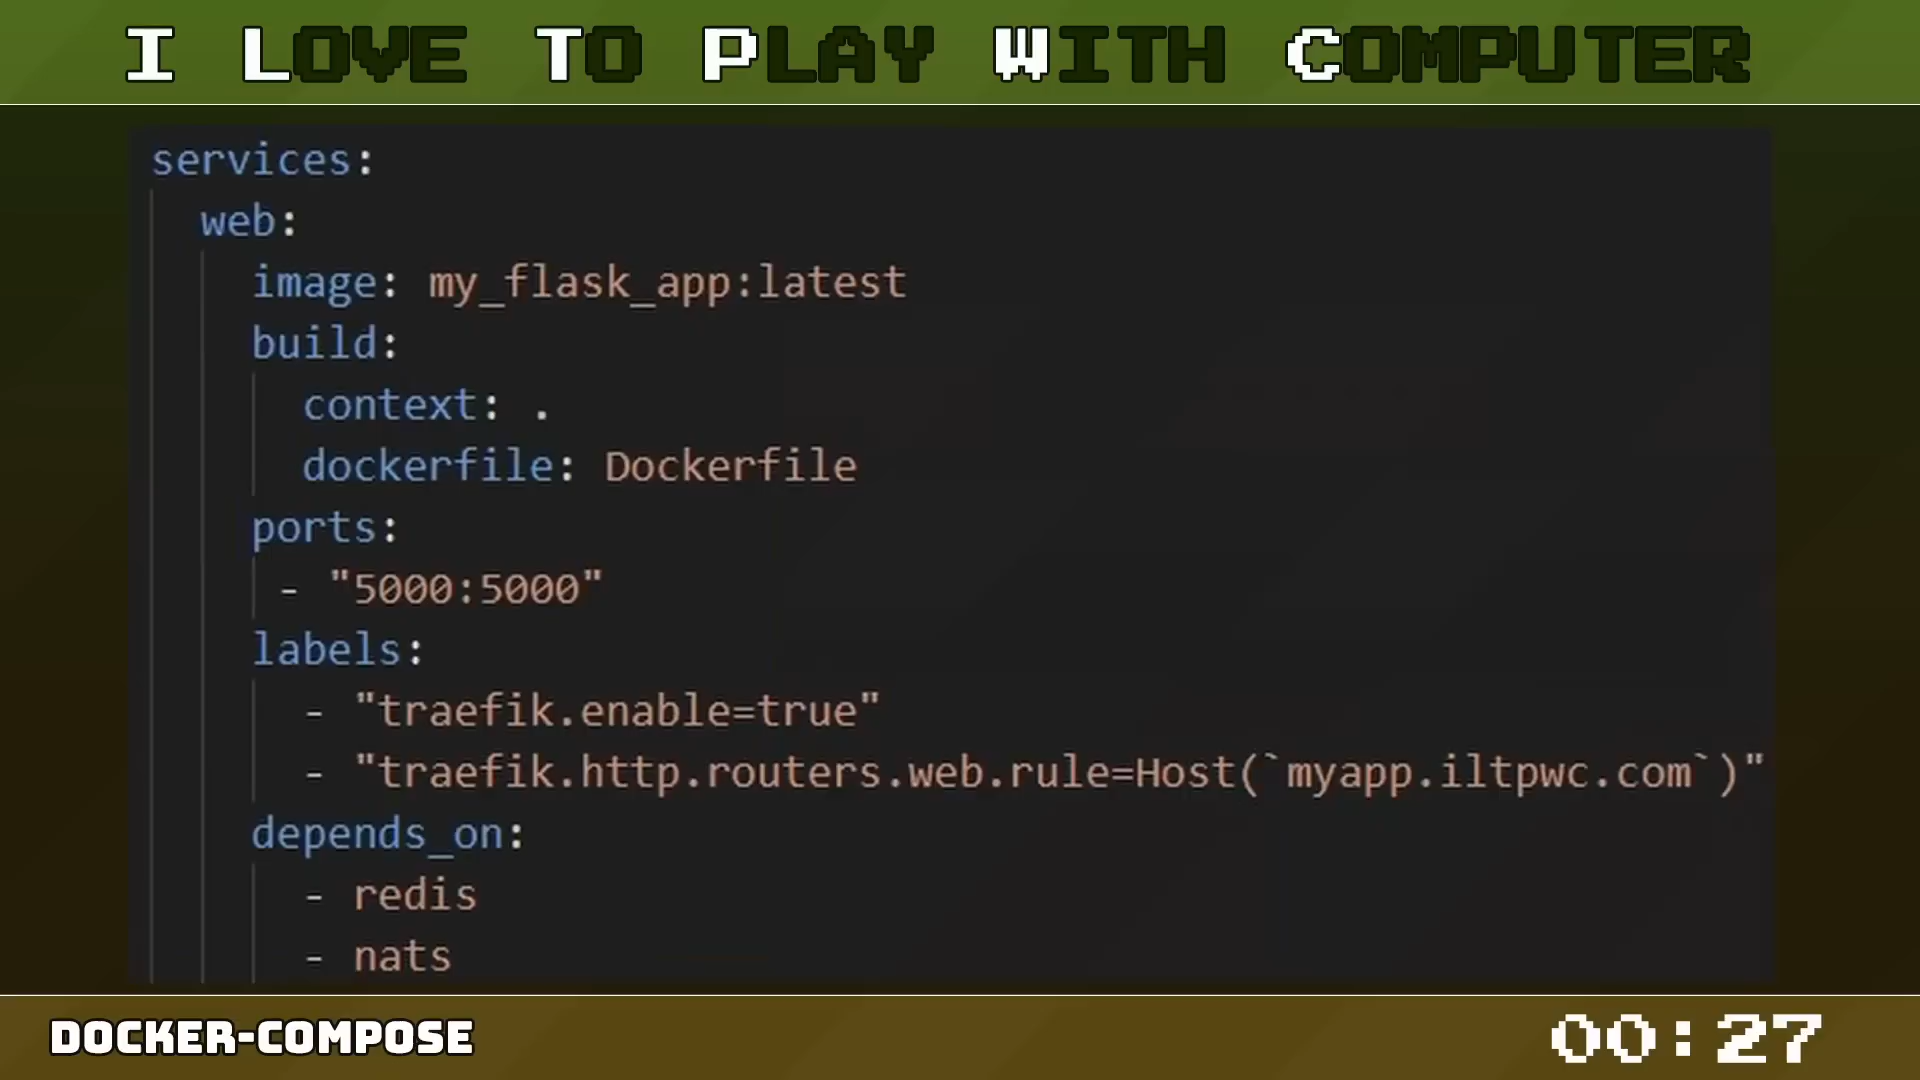 I LOVE TO PLAY WITH COMPUTER
services:
web:
image: my_flask_app:latest
build:
context: .
dockerfile: Dockerfile
ports:
- "5000:5000"
labels:
- "traefik.enable=true"
- "traefik.http.routers.web.rule=Host(`myapp.iltpwc.com`)"
depends_on:
- redis
- nats
DOCKER-COMPOSE
00:27